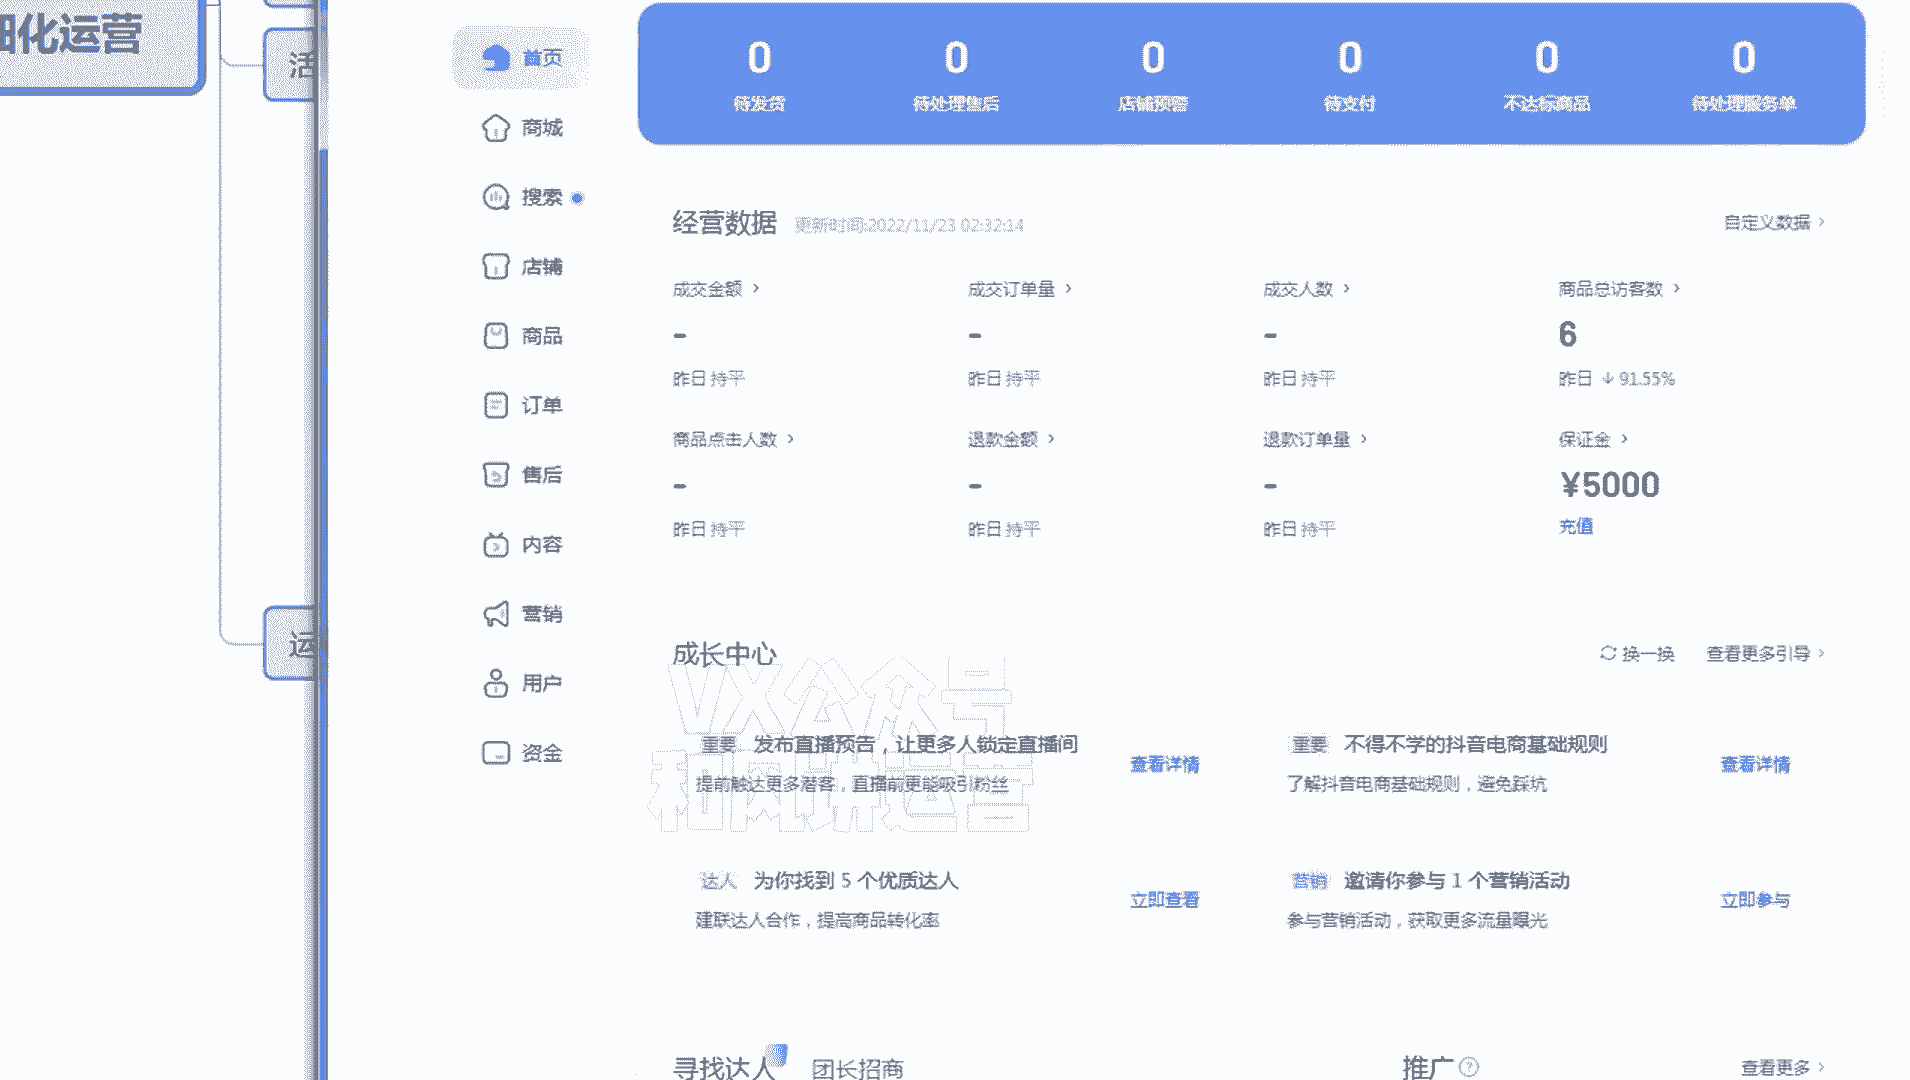 细化运营
活
运
首页
商城
搜索
店铺
商品
订单
售后
内容
营销
用户
资金
0 0 0 0 0 0
待发货 待处理售后 店铺预警 待支付 不达标商品 待处理服务单
经营数据 更新时间:2022/11/23 02:32:14 自定义数据 >
成交金额 > 成交订单量 > 成交人数 > 商品总访客数 >
- - - 6
昨日 持平 昨日 持平 昨日 持平 昨日 ↓ 91.55%
商品点击人数 > 退款金额 > 退款订单量 > 保证金 >
- - - ¥5000
昨日 持平 昨日 持平 昨日 持平 充值
成长中心 换一换 查看更多引导 >
VX公众号
和风讲运营
重要 发布直播预告，让更多人锁定直播间 查看详情
提前触达更多潜客，直播前更能吸引粉丝
重要 不得不学的抖音电商基础规则 查看详情
了解抖音电商基础规则，避免踩坑
达人 为你找到 5 个优质达人 立即查看
建联达人合作，提高商品转化率
营销 邀请你参与 1 个营销活动 立即参与
参与营销活动，获取更多流量曝光
寻找达人 团长招商 推广 ? 查看更多 >